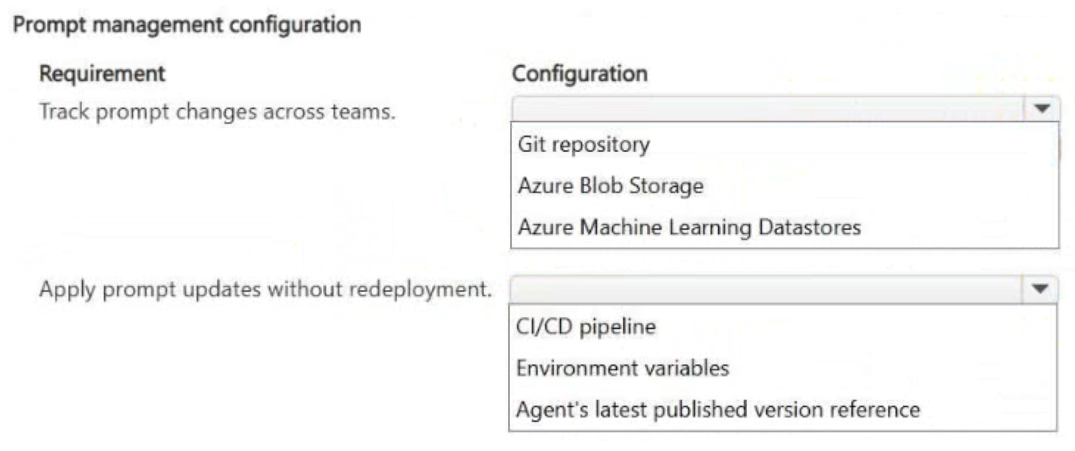 Prompt management configuration
Requirement Configuration
Track prompt changes across teams.
Git repository
Azure Blob Storage
Azure Machine Learning Datastores
Apply prompt updates without redeployment.
CI/CD pipeline
Environment variables
Agent's latest published version reference